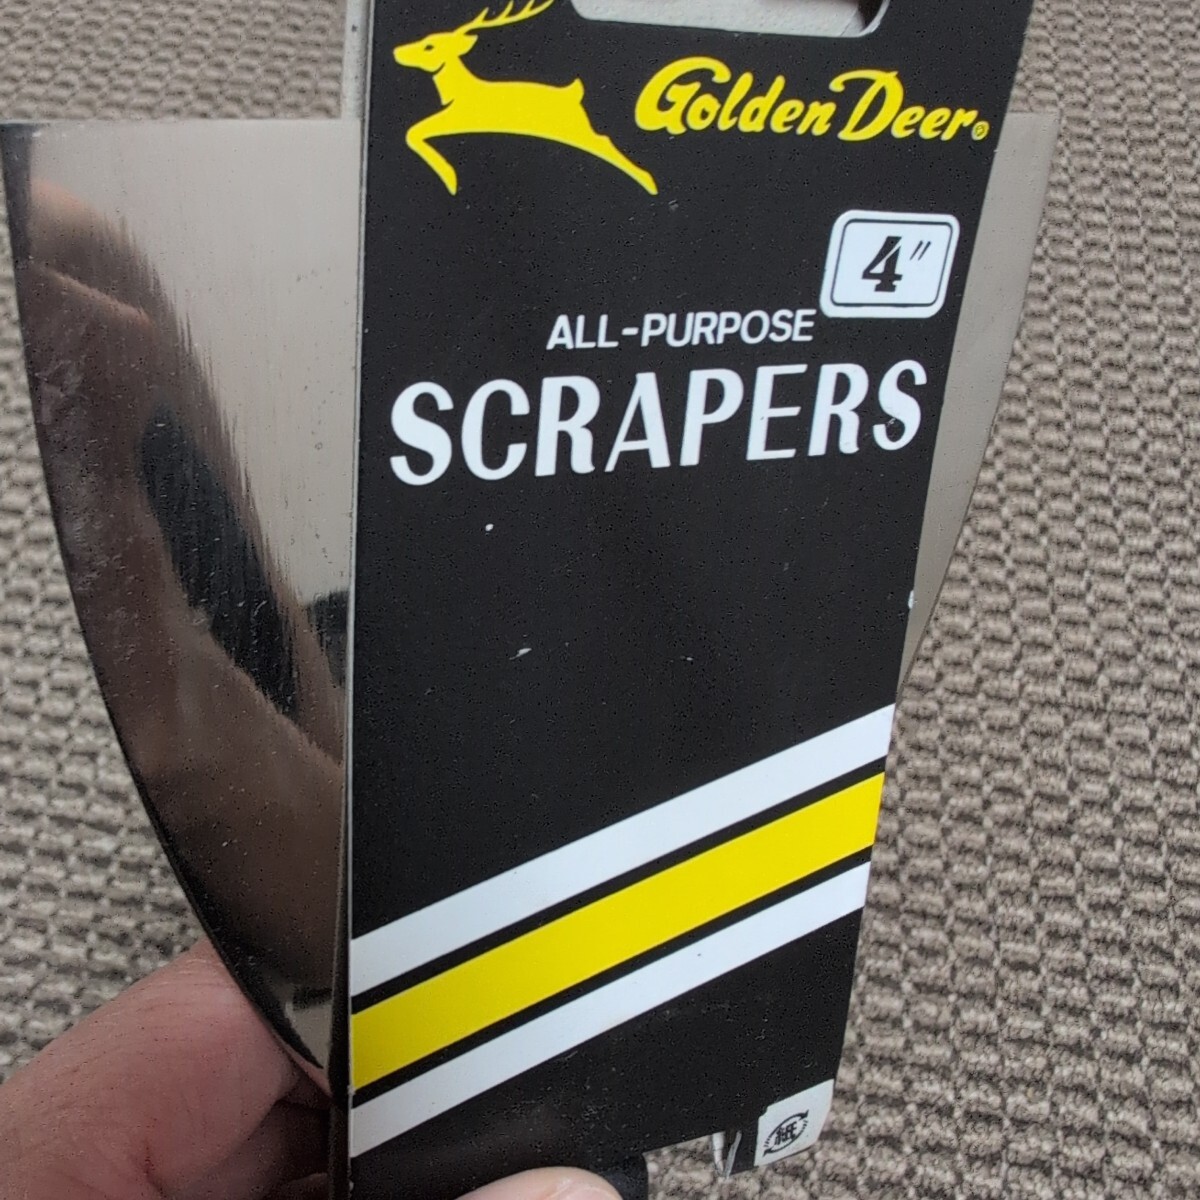 Golden Deer®
4"
ALL-PURPOSE
SCRAPERS
紙